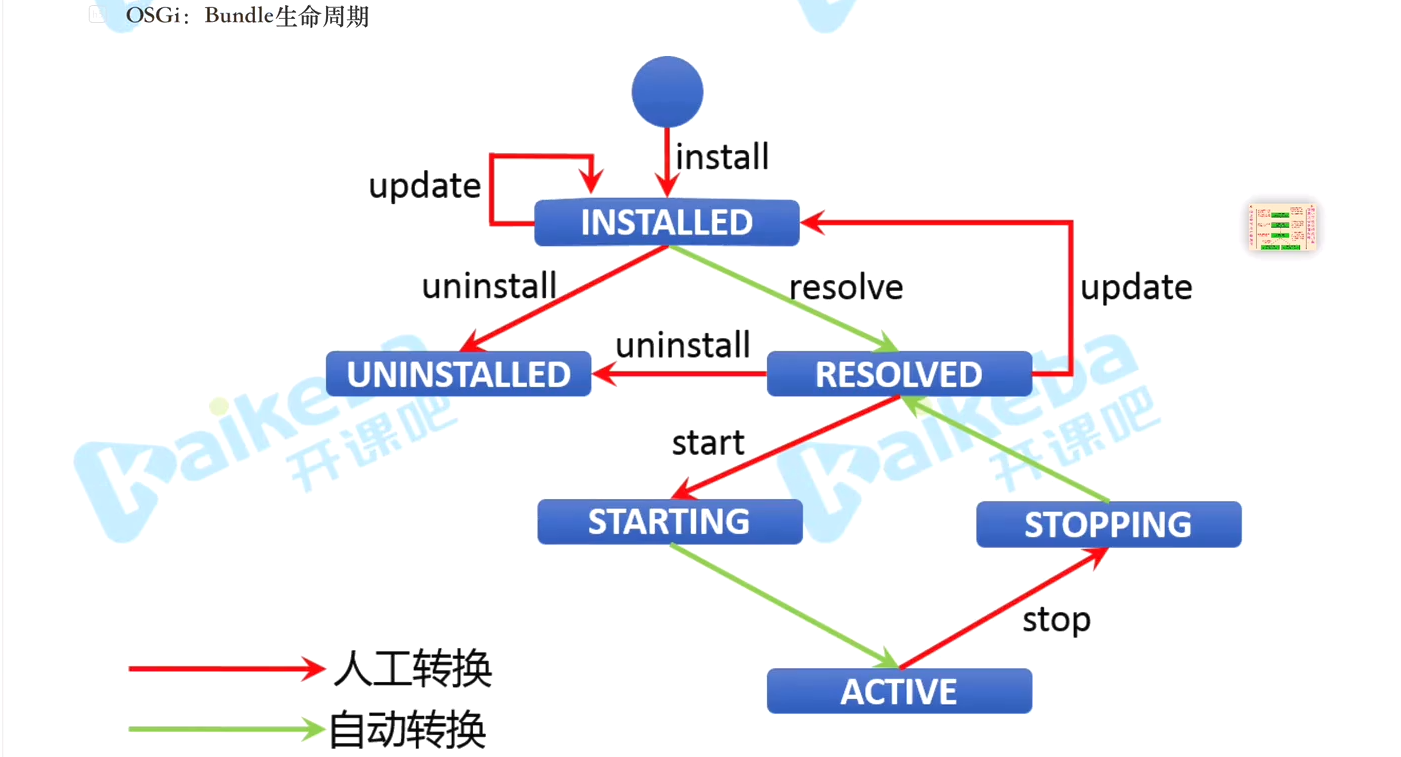 OSGi：Bundle生命周期
install
update
INSTALLED
uninstall
resolve
update
uninstall
UNINSTALLED
RESOLVED
start
STARTING
STOPPING
stop
ACTIVE
人工转换
自动转换
Kaikeba
开课吧
Kaikeba
开课吧